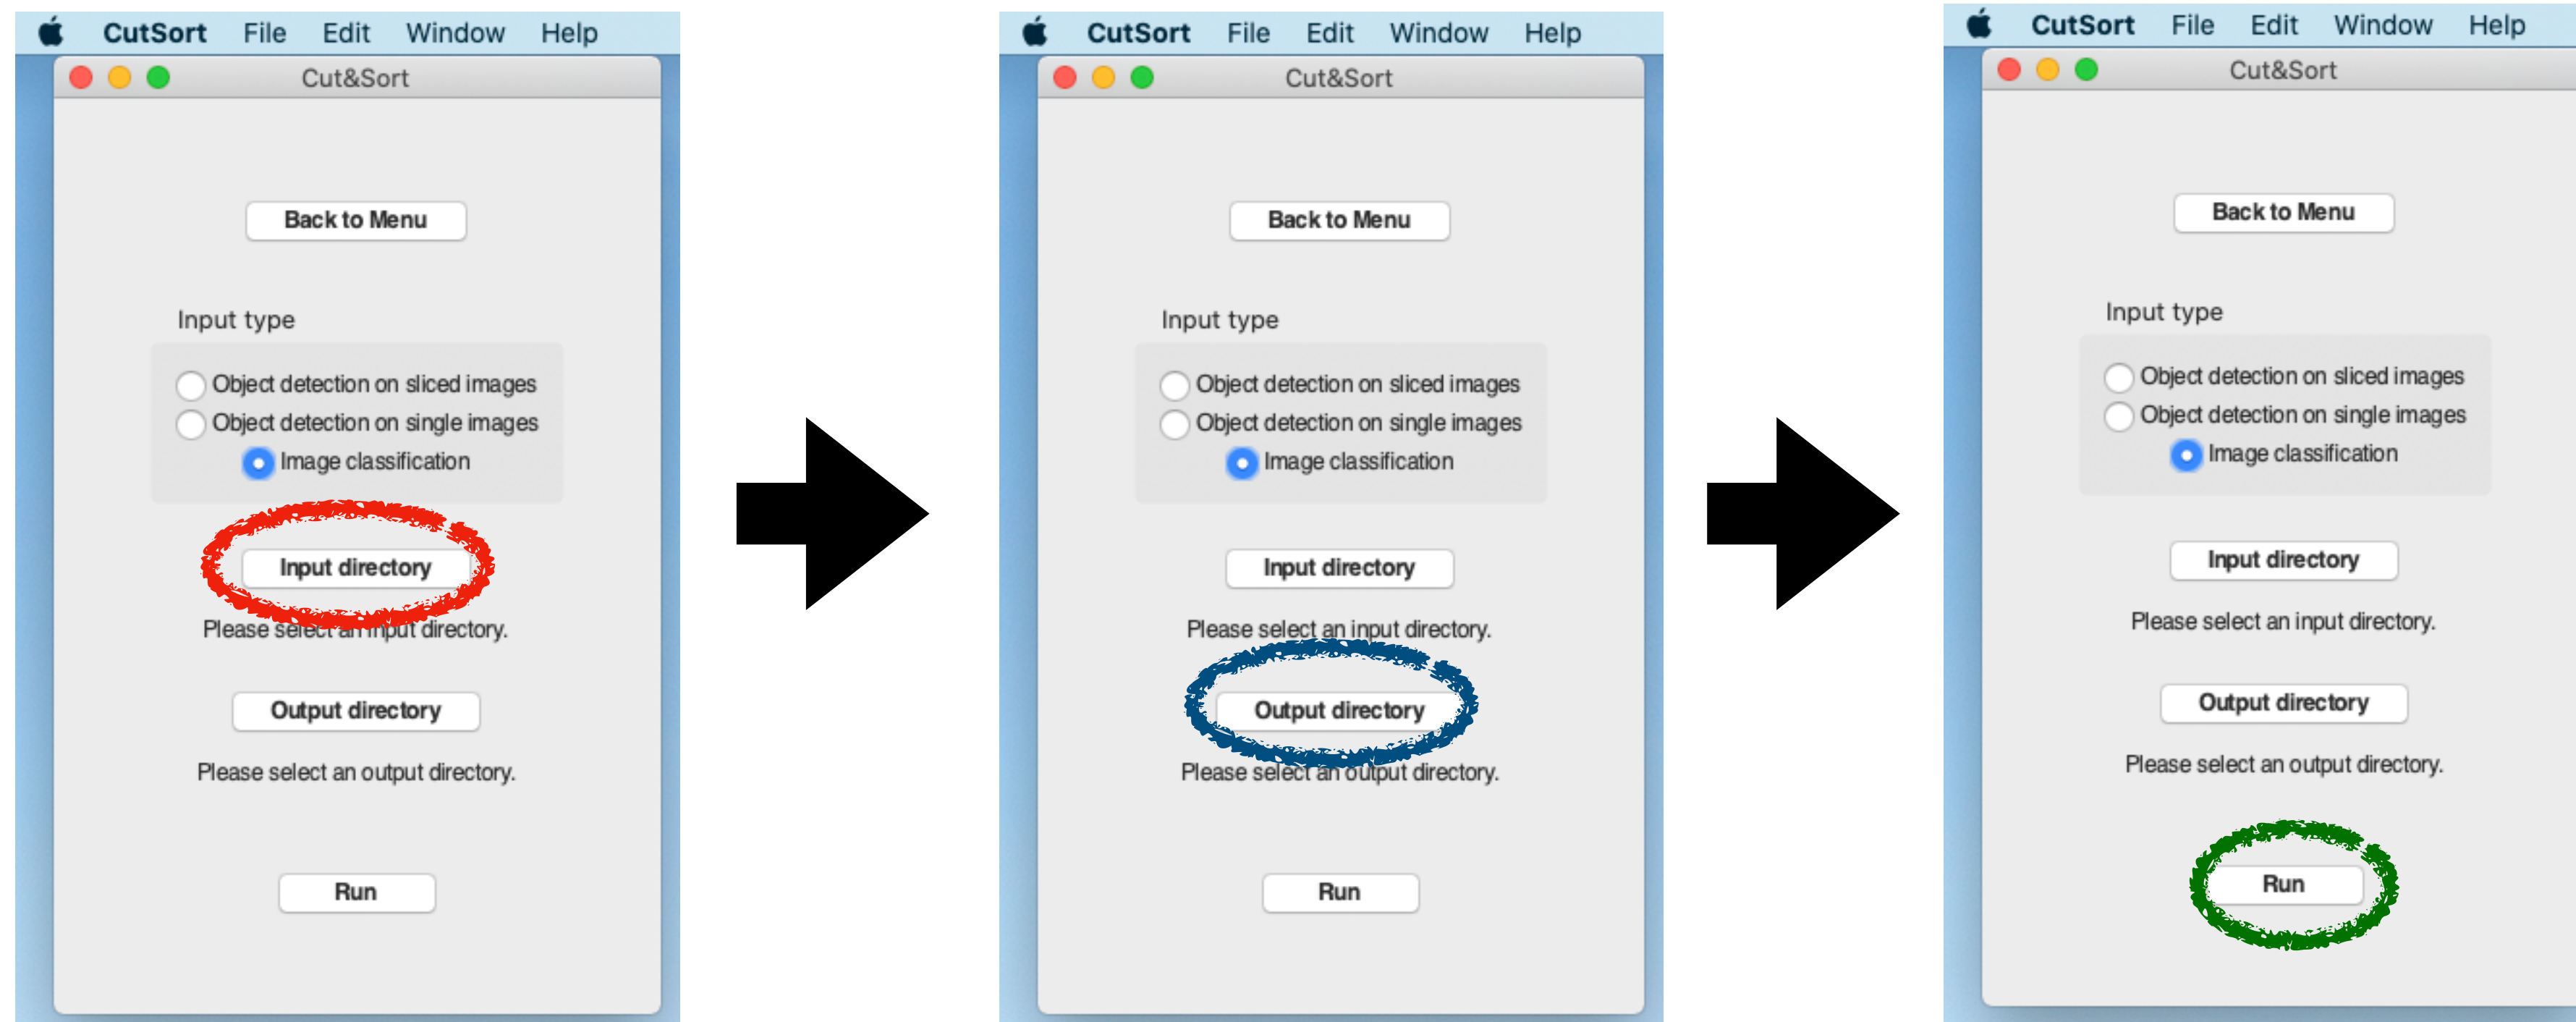 CutSort File Edit Window Help
Cut&Sort
Back to Menu
Input type
Object detection on sliced images
Object detection on single images
Image classification
Input directory
Please select an input directory.
Output directory
Please select an output directory.
Run
CutSort File Edit Window Help
Cut&Sort
Back to Menu
Input type
Object detection on sliced images
Object detection on single images
Image classification
Input directory
Please select an input directory.
Output directory
Please select an output directory.
Run
CutSort File Edit Window Help
Cut&Sort
Back to Menu
Input type
Object detection on sliced images
Object detection on single images
Image classification
Input directory
Please select an input directory.
Output directory
Please select an output directory.
Run